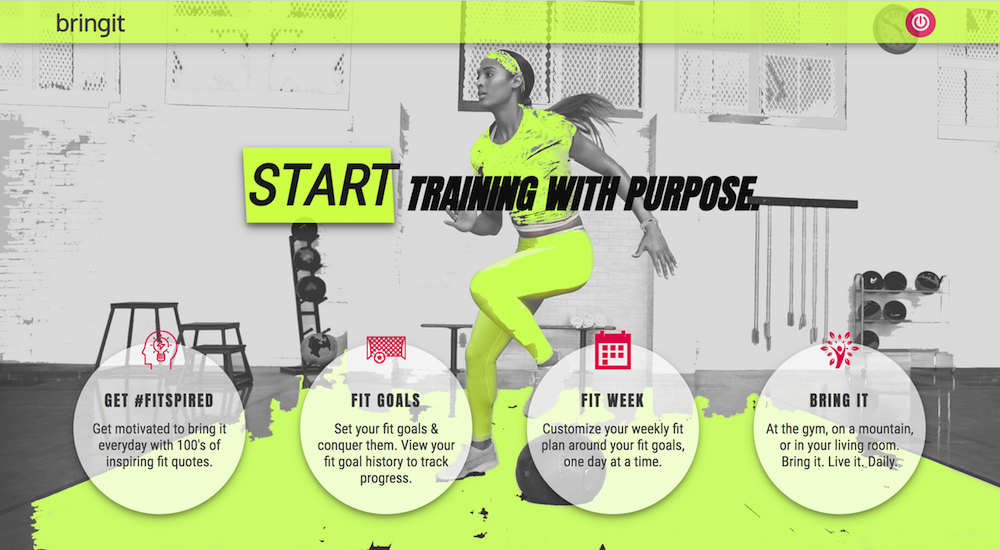 bringit
START TRAINING WITH PURPOSE.
GET #FITSPIRED
Get motivated to bring it
everyday with 100's of
inspiring fit quotes.
FIT GOALS
Set your fit goals &
conquer them. View your
fit goal history to track
progress.
FIT WEEK
Customize your weekly fit
plan around your fit goals,
one day at a time.
BRING IT
At the gym, on a mountain,
or in your living room.
Bring it. Live it. Daily.